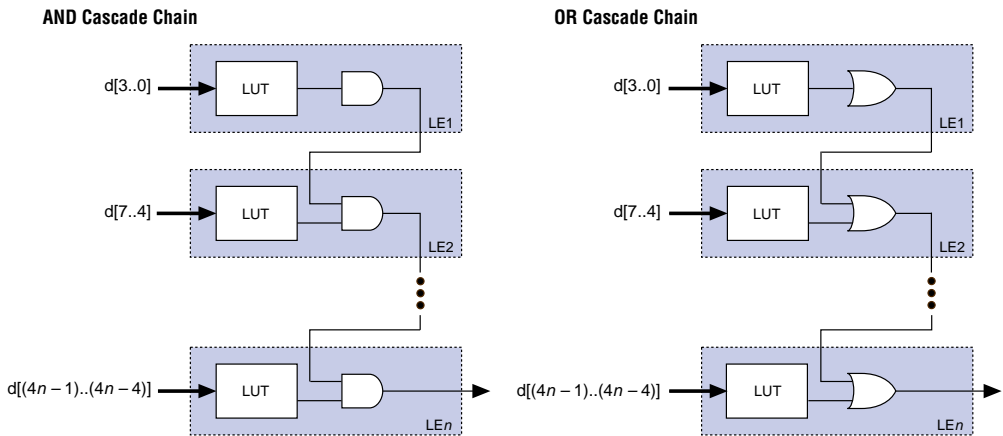 AND Cascade Chain
d[3..0]
LUT
LE1
d[7..4]
LUT
LE2
d[(4n – 1)..(4n – 4)]
LUT
LEn
OR Cascade Chain
d[3..0]
LUT
LE1
d[7..4]
LUT
LE2
d[(4n – 1)..(4n – 4)]
LUT
LEn